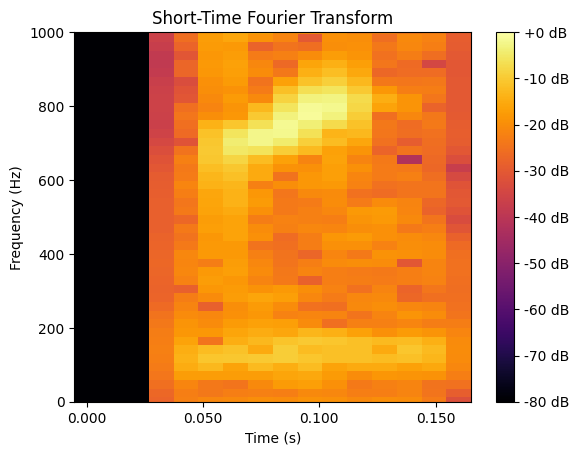 Short-Time Fourier Transform
1000
800
600
400
200
0
Frequency (Hz)
0.000
0.050
0.100
0.150
Time (s)
+0 dB
-10 dB
-20 dB
-30 dB
-40 dB
-50 dB
-60 dB
-70 dB
-80 dB